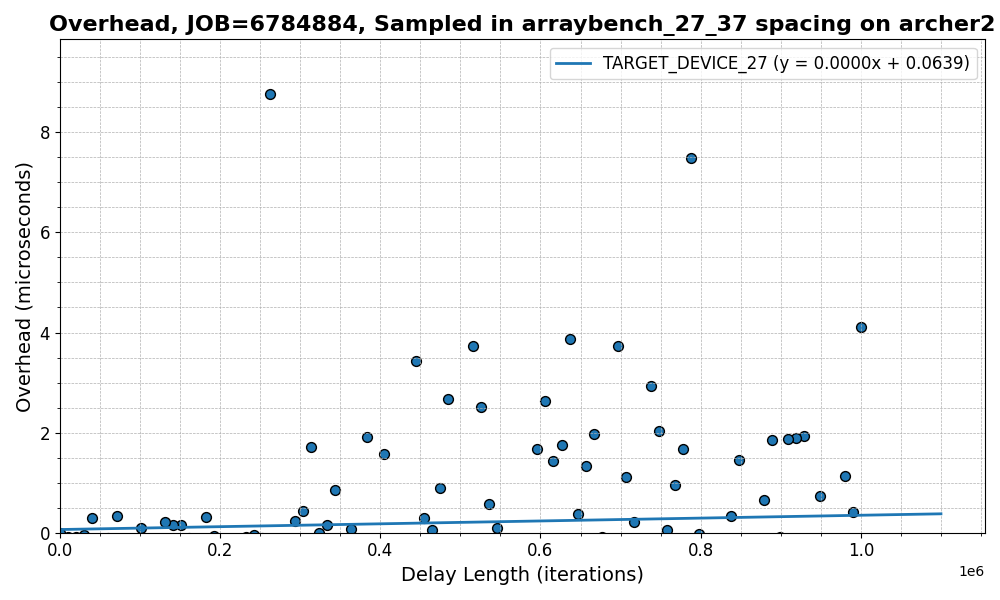 Overhead, JOB=6784884, Sampled in arraybench_27_37 spacing on archer2
TARGET_DEVICE_27 (y = 0.0000x + 0.0639)
Overhead (microseconds)
8
6
4
2
0
0.0 0.2 0.4 0.6 0.8 1.0
1e6
Delay Length (iterations)